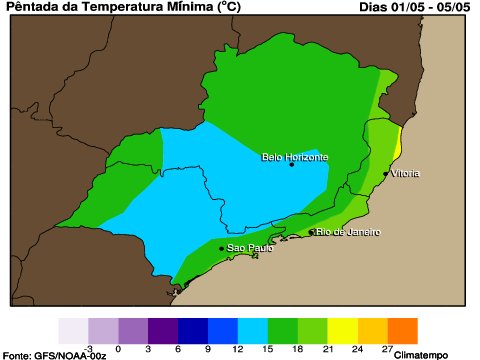 Pêntada da Temperatura Mínima (°C) Dias 01/05 - 05/05
Belo Horizonte
Vitoria
Rio de Janeiro
Sao Paulo
-3 0 3 6 9 12 15 18 21 24 27
Fonte: GFS/NOAA-00z Climatempo